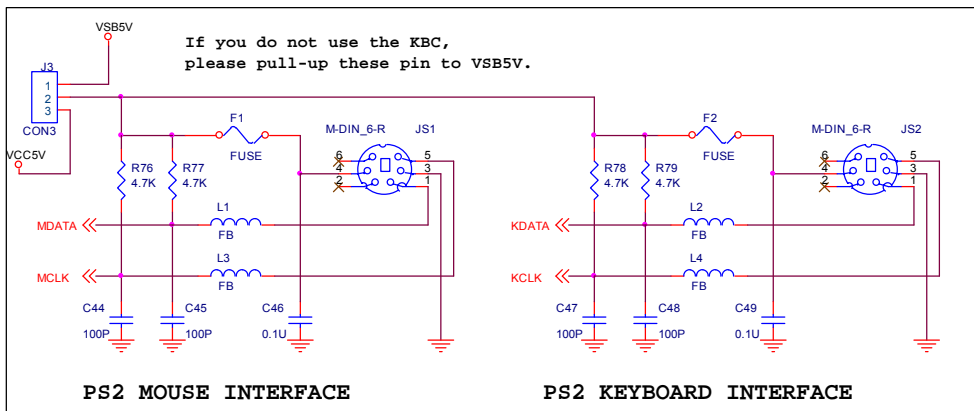 VSB5V
If you do not use the KBC,
please pull-up these pin to VSB5V.
J3
1
2
3
CON3
VCC5V
F1
FUSE
M-DIN_6-R
JS1
6
4
2
5
3
1
R76
4.7K
R77
4.7K
L1
FB
MDATA
L3
FB
MCLK
C44
100P
C45
100P
C46
0.1U
PS2 MOUSE INTERFACE
F2
FUSE
M-DIN_6-R
JS2
6
4
2
5
3
1
R78
4.7K
R79
4.7K
L2
FB
KDATA
L4
FB
KCLK
C47
100P
C48
100P
C49
0.1U
PS2 KEYBOARD INTERFACE